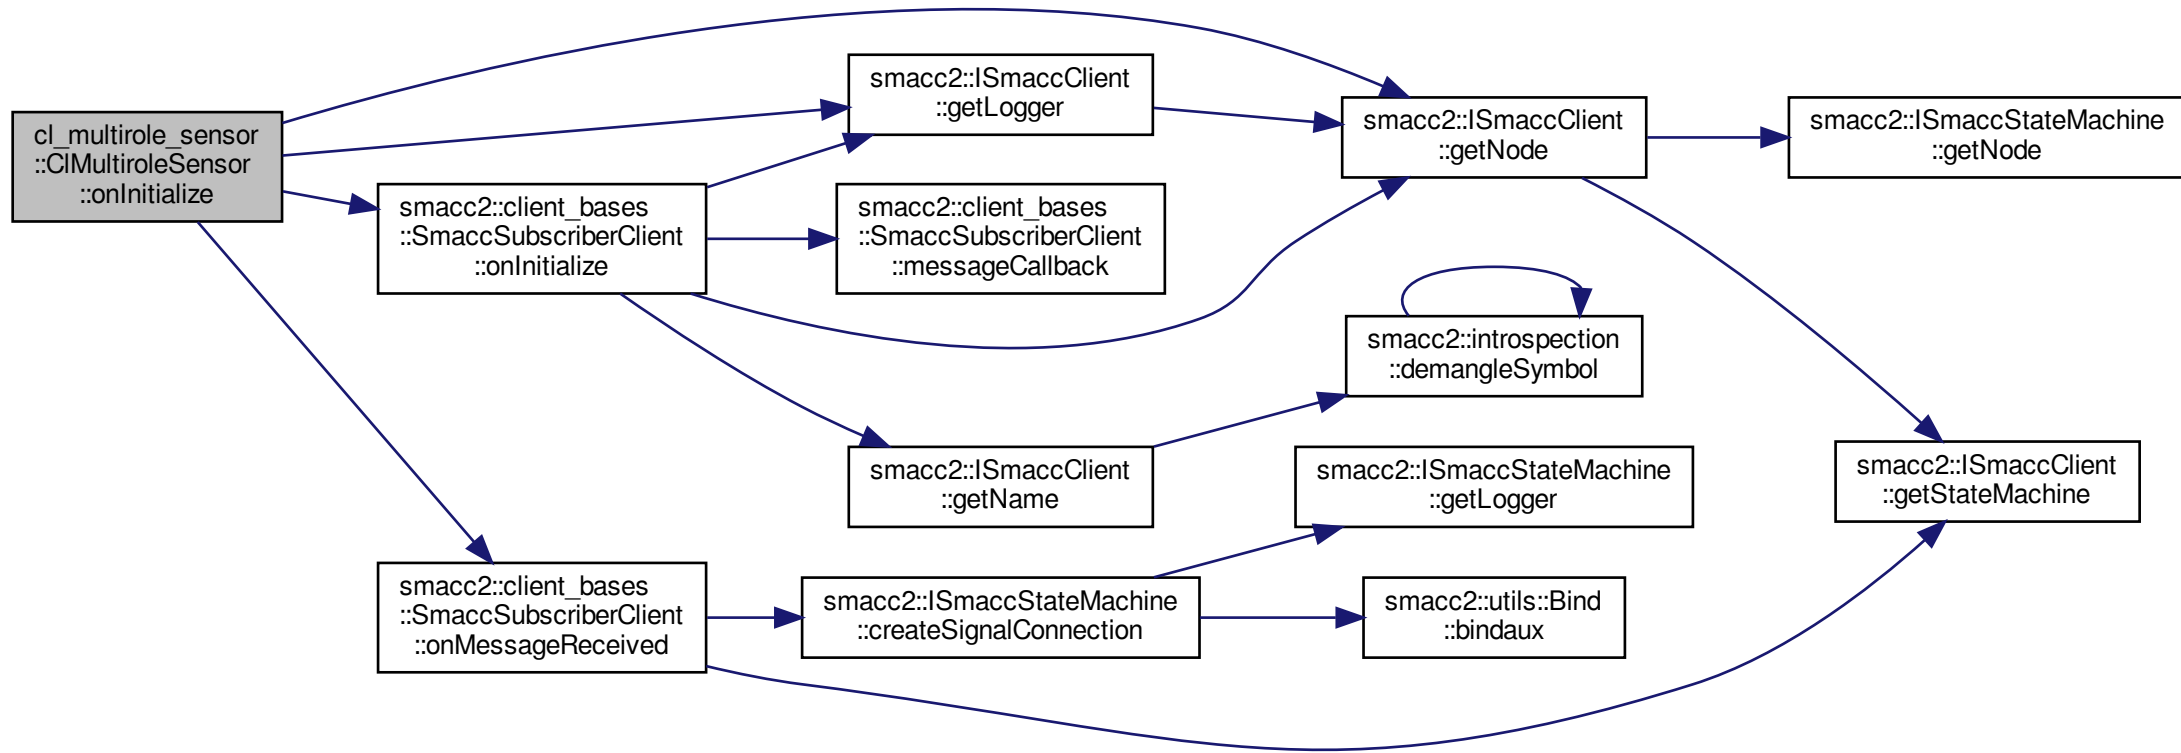 cl_multirole_sensor
::ClMultiroleSensor
::onInitialize
smacc2::ISmaccClient
::getLogger
smacc2::ISmaccClient
::getNode
smacc2::ISmaccStateMachine
::getNode
smacc2::client_bases
::SmaccSubscriberClient
::onInitialize
smacc2::client_bases
::SmaccSubscriberClient
::messageCallback
smacc2::introspection
::demangleSymbol
smacc2::ISmaccClient
::getName
smacc2::ISmaccStateMachine
::getLogger
smacc2::ISmaccClient
::getStateMachine
smacc2::client_bases
::SmaccSubscriberClient
::onMessageReceived
smacc2::ISmaccStateMachine
::createSignalConnection
smacc2::utils::Bind
::bindaux